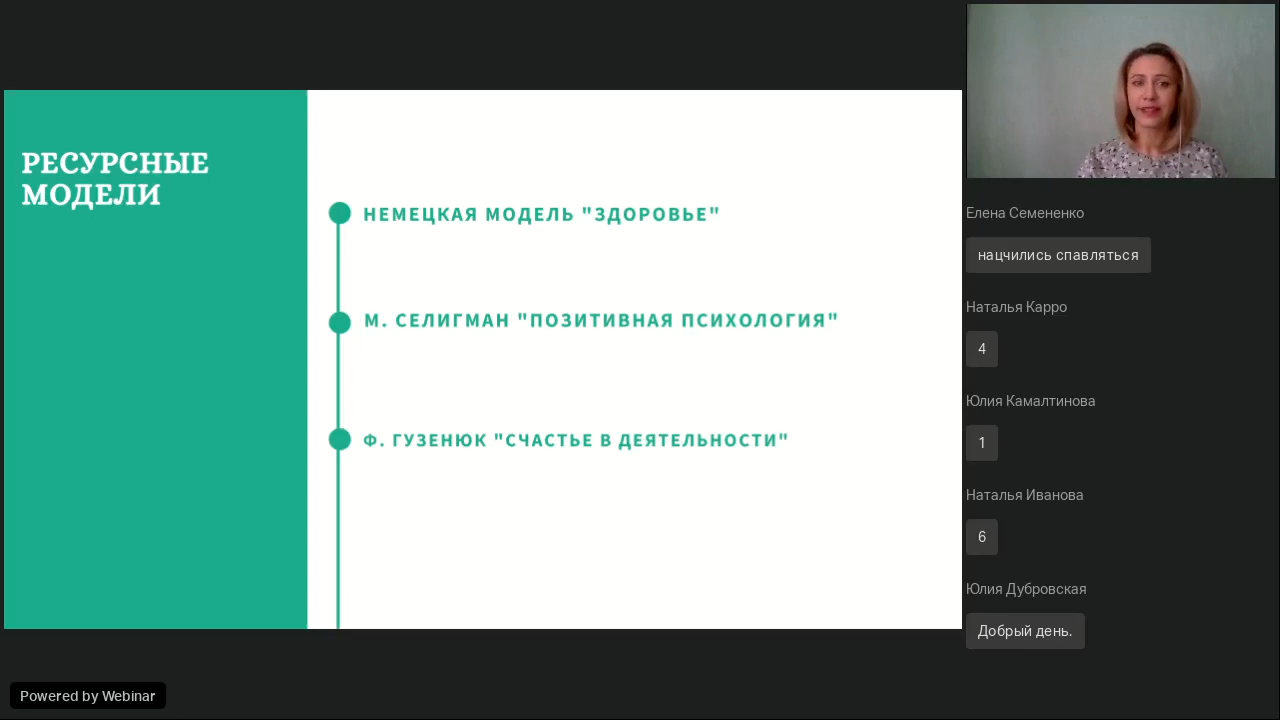 РЕСУРСНЫЕ
МОДЕЛИ
НЕМЕЦКАЯ МОДЕЛЬ "ЗДОРОВЬЕ"
М. СЕЛИГМАН "ПОЗИТИВНАЯ ПСИХОЛОГИЯ"
Ф. ГУЗЕНЮК "СЧАСТЬЕ В ДЕЯТЕЛЬНОСТИ"
Елена Семененко
нацчились спавляться
Наталья Карро
4
Юлия Камалтинова
1
Наталья Иванова
6
Юлия Дубровская
Добрый день.
Powered by Webinar